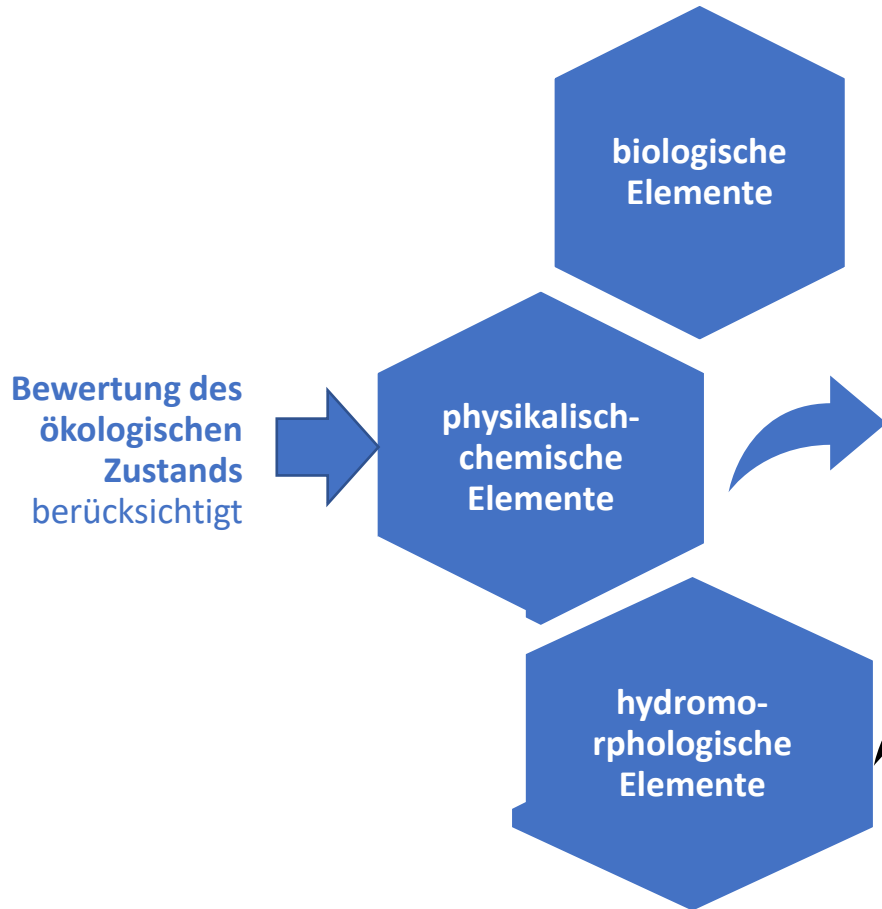 biologische
Elemente
Bewertung des
ökologischen
Zustands
berücksichtigt
physikalisch-
chemische
Elemente
hydromo-
rphologische
Elemente